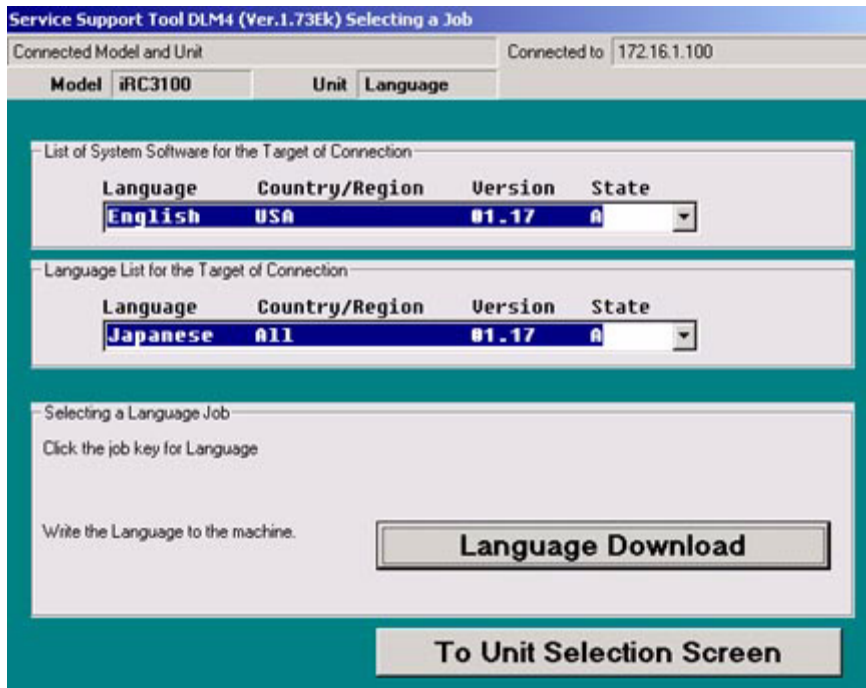 Service Support Tool DLM4 (Ver.1.73Ek) Selecting a Job
Connected Model and Unit Connected to 172.16.1.100
Model iRC3100 Unit Language
List of System Software for the Target of Connection
Language Country/Region Version State
English USA 01.17 A
Language List for the Target of Connection
Language Country/Region Version State
Japanese All 01.17 A
Selecting a Language Job
Click the job key for Language
Write the Language to the machine. Language Download
To Unit Selection Screen